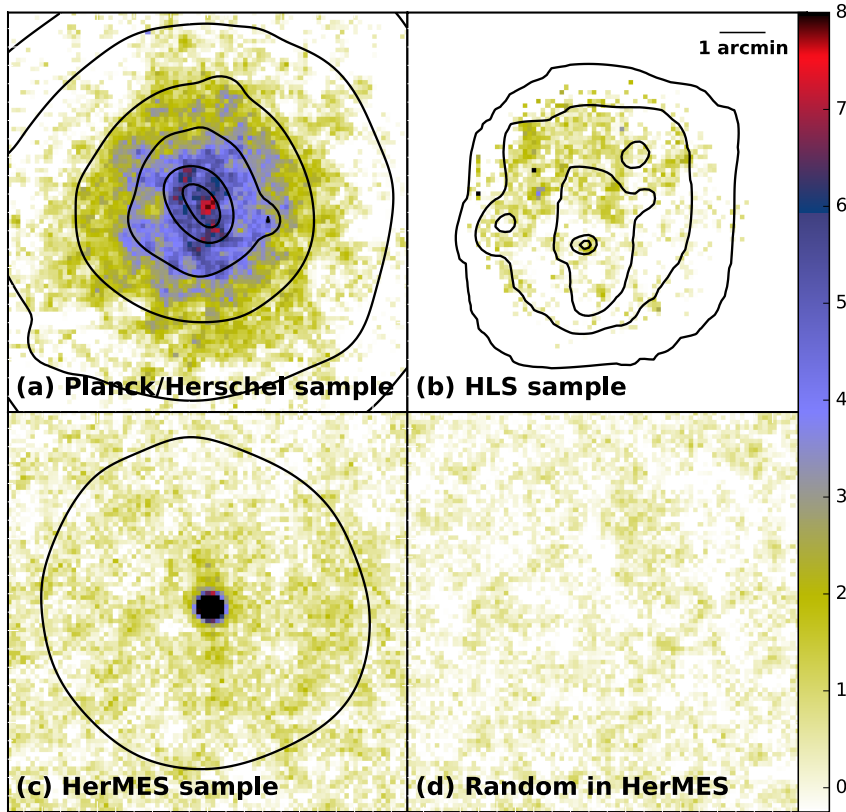 1 arcmin
(a) Planck/Herschel sample
(b) HLS sample
(c) HerMES sample
(d) Random in HerMES
8
7
6
5
4
3
2
1
0